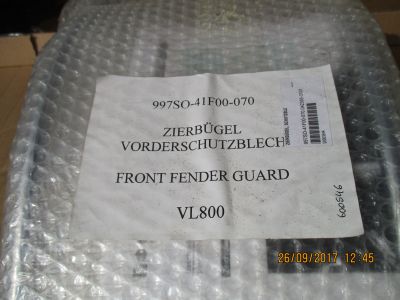 997SO-41F00-070
ZIERBÜGEL
VORDERSCHUTZBLECH
FRONT FENDER GUARD
VL800
600546
26/09/2017 12:45